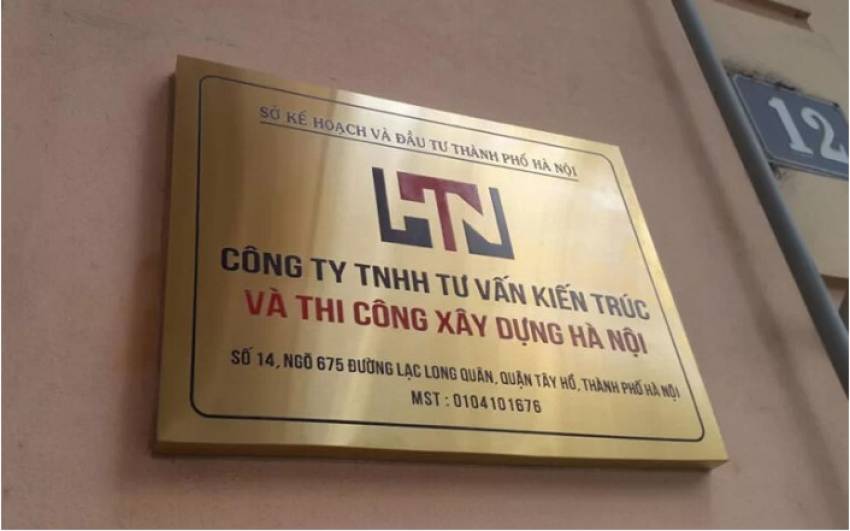 SỞ KẾ HOẠCH VÀ ĐẦU TƯ THÀNH PHỐ HÀ NỘI
HTN
CÔNG TY TNHH TƯ VẤN KIẾN TRÚC
VÀ THI CÔNG XÂY DỰNG HÀ NỘI
SỐ 14, NGÕ 675 ĐƯỜNG LẠC LONG QUÂN, QUẬN TÂY HỒ, THÀNH PHỐ HÀ NỘI
MST : 0104101676
12